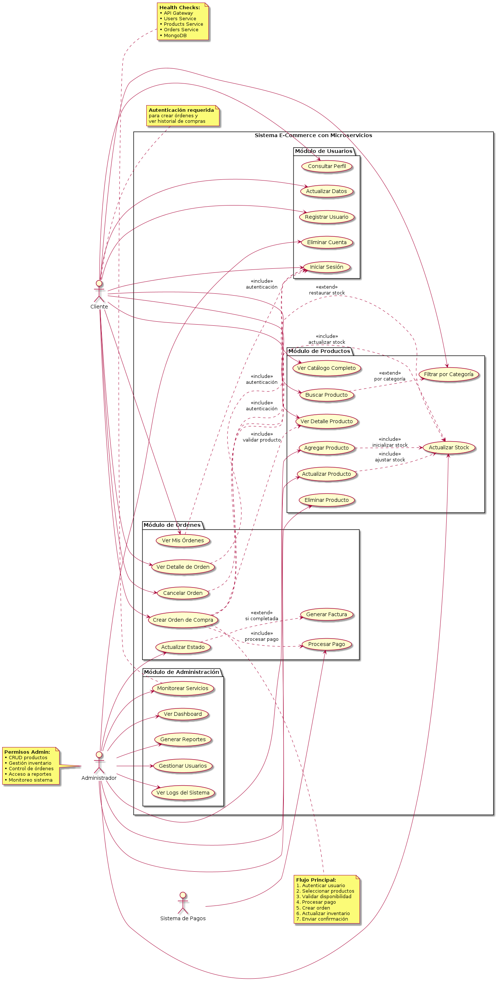 Health Checks:
• API Gateway
• Users Service
• Products Service
• Orders Service
• MongoDB
Autenticación requerida
para crear órdenes y
ver historial de compras
Sistema E-Commerce con Microservicios
Módulo de Usuarios
Consultar Perfil
Actualizar Datos
Registrar Usuario
Eliminar Cuenta
Iniciar Sesión
«include»
autenticación
«extend»
restaurar stock
Cliente
«include»
actualizar stock
Módulo de Productos
Ver Catálogo Completo
Filtrar por Categoría
«extend»
por categoría
«include»
autenticación
Buscar Producto
«include»
autenticación
Ver Detalle Producto
«include»
validar producto
Agregar Producto
«include»
inicializar stock
Actualizar Stock
«include»
ajustar stock
Actualizar Producto
Eliminar Producto
Módulo de Órdenes
Ver Mis Órdenes
Ver Detalle de Orden
Cancelar Orden
Crear Orden de Compra
«extend»
si completada
Generar Factura
«include»
procesar pago
Actualizar Estado
Procesar Pago
Módulo de Administración
Monitorear Servicios
Ver Dashboard
Generar Reportes
Gestionar Usuarios
Ver Logs del Sistema
Permisos Admin:
• CRUD productos
• Gestión inventario
• Control de órdenes
• Acceso a reportes
• Monitoreo sistema
Administrador
Flujo Principal:
1. Autenticar usuario
2. Seleccionar productos
3. Validar disponibilidad
4. Procesar pago
5. Crear orden
6. Actualizar inventario
7. Enviar confirmación
Sistema de Pagos